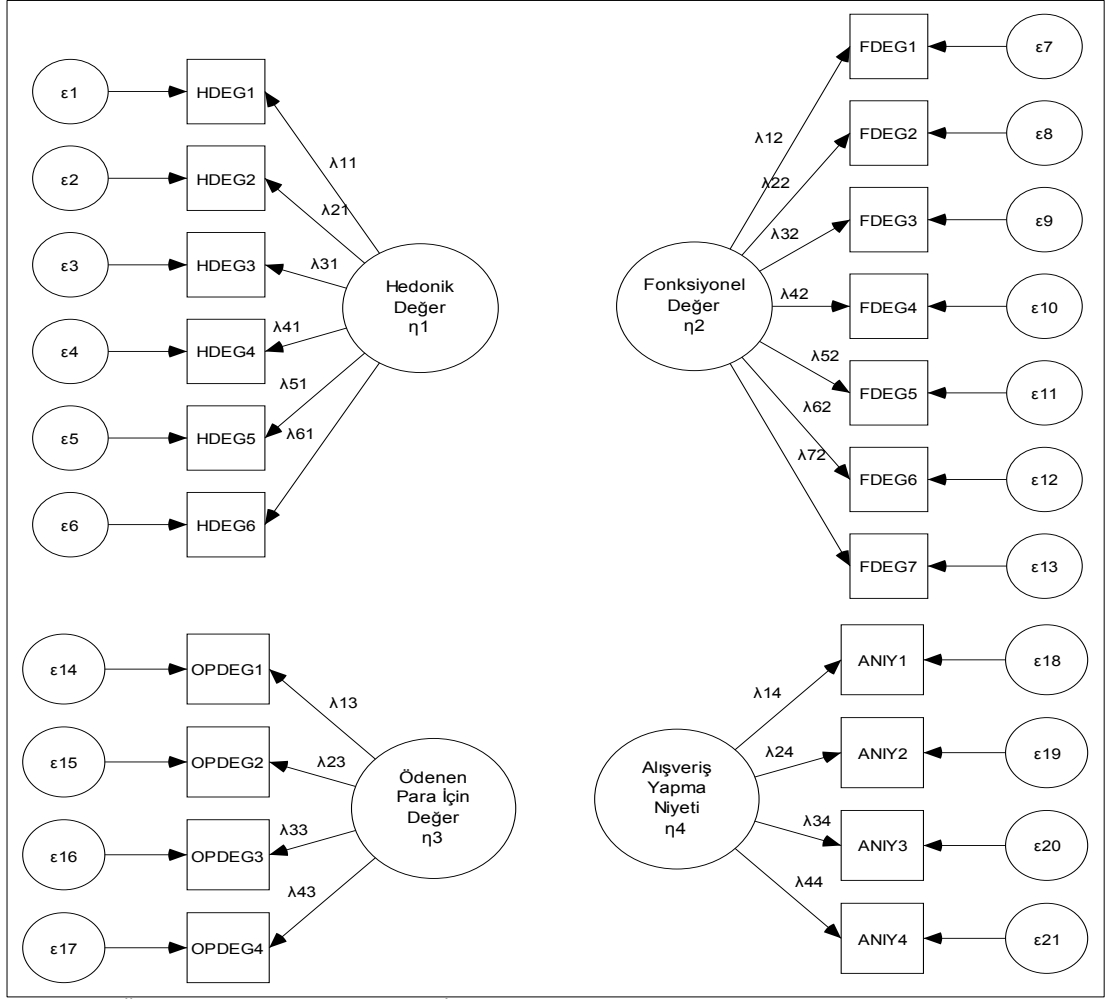 ε1
HDEG1
λ11
ε2
HDEG2
λ21
ε3
HDEG3
λ31
Hedonik
Değer
η1
ε4
HDEG4
λ41
ε5
HDEG5
λ51
ε6
HDEG6
λ61
FDEG1
ε7
λ12
FDEG2
ε8
λ22
FDEG3
ε9
λ32
Fonksiyonel
Değer
η2
λ42
FDEG4
ε10
λ52
FDEG5
ε11
λ62
FDEG6
ε12
λ72
FDEG7
ε13
ε14
OPDEG1
λ13
ε15
OPDEG2
λ23
Ödenen
Para İçin
Değer
η3
ε16
OPDEG3
λ33
ε17
OPDEG4
λ43
ANIY1
ε18
λ14
ANIY2
ε19
λ24
Alışveriş
Yapma
Niyeti
η4
λ34
ANIY3
ε20
λ44
ANIY4
ε21